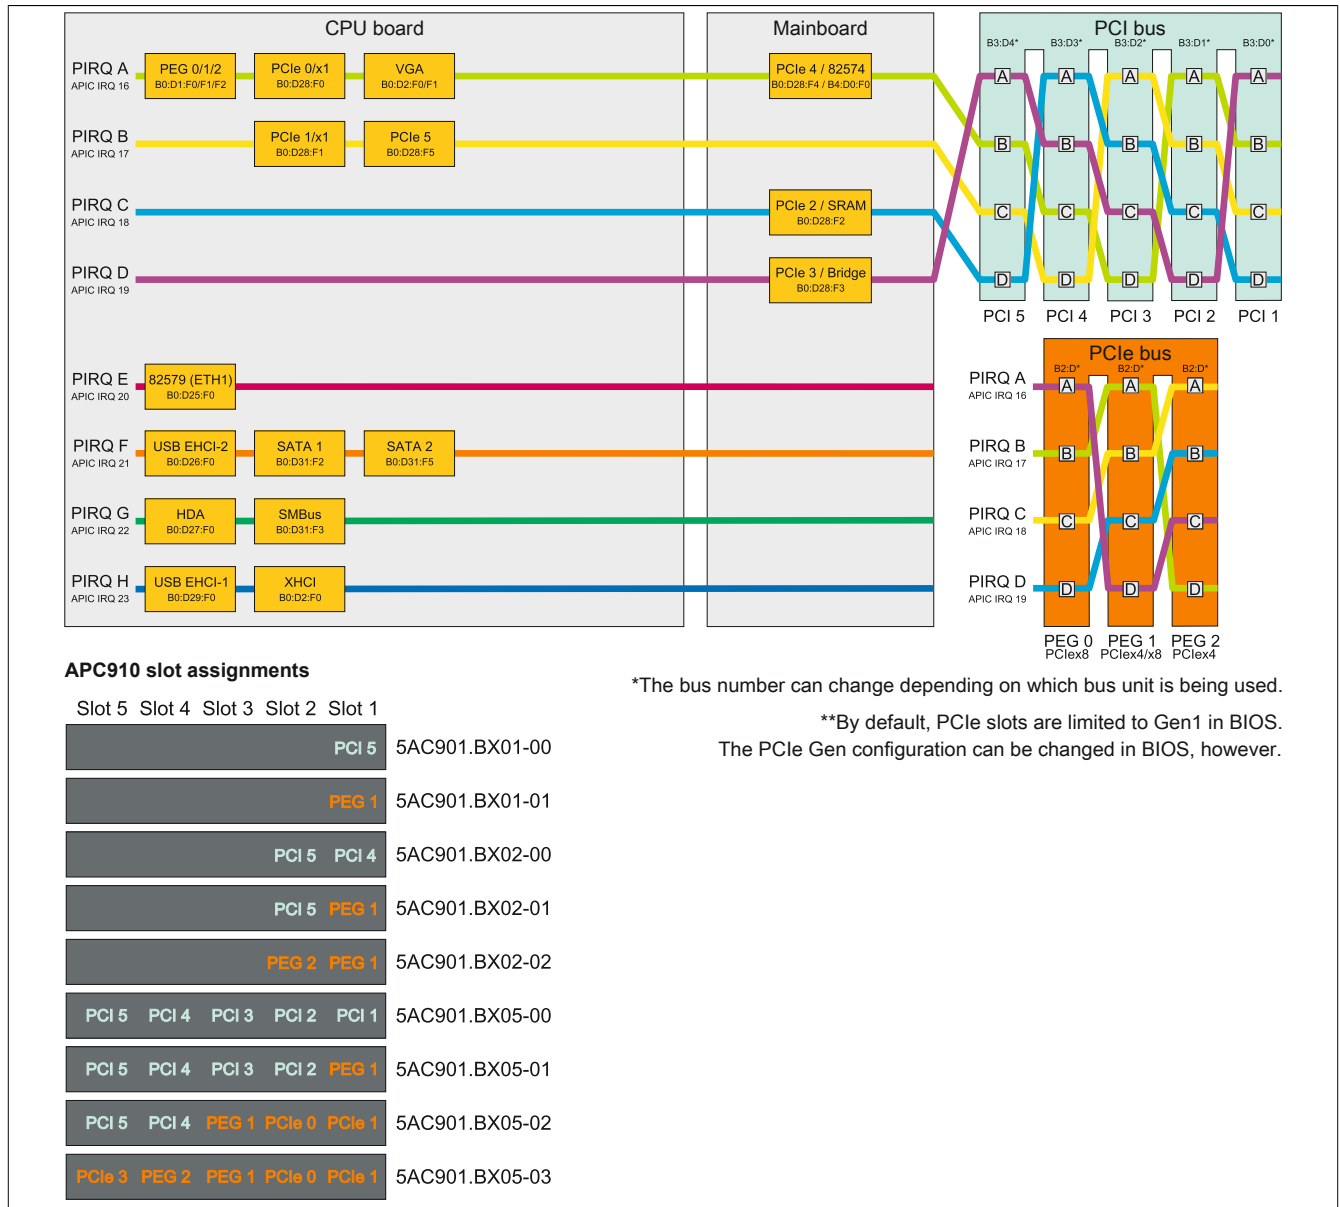 CPU board
Mainboard
PCI bus
B3:D4* B3:D3* B3:D2* B3:D1* B3:D0*
PIRQ A
APIC IRQ 16
PEG 0/1/2
B0:D1:F0/F1/F2
PCIe 0/x1
B0:D28:F0
VGA
B0:D2:F0/F1
PCIe 4 / 82574
B0:D28:F4 / B4:D0:F0
A A A A A
PIRQ B
APIC IRQ 17
PCIe 1/x1
B0:D28:F1
PCIe 5
B0:D28:F5
B B B B B
PIRQ C
APIC IRQ 18
PCIe 2 / SRAM
B0:D28:F2
C C C C C
PIRQ D
APIC IRQ 19
PCIe 3 / Bridge
B0:D28:F3
D D D D D
PCI 5 PCI 4 PCI 3 PCI 2 PCI 1
PIRQ E
APIC IRQ 20
82579 (ETH1)
B0:D25:F0
PIRQ F
APIC IRQ 21
USB EHCI-2
B0:D26:F0
SATA 1
B0:D31:F2
SATA 2
B0:D31:F5
PIRQ G
APIC IRQ 22
HDA
B0:D27:F0
SMBus
B0:D31:F3
PIRQ H
APIC IRQ 23
USB EHCI-1
B0:D29:F0
XHCI
B0:D2:F0
PCIe bus
B2:D* B2:D* B2:D*
PIRQ A
APIC IRQ 16
A A A
PIRQ B
APIC IRQ 17
B B B
PIRQ C
APIC IRQ 18
C C C
PIRQ D
APIC IRQ 19
D D D
PEG 0 PEG 1 PEG 2
PCIex8 PCIex4/x8 PCIex4
*The bus number can change depending on which bus unit is being used.
**By default, PCIe slots are limited to Gen1 in BIOS.
The PCIe Gen configuration can be changed in BIOS, however.
APC910 slot assignments
Slot 5 Slot 4 Slot 3 Slot 2 Slot 1
PCI 5 5AC901.BX01-00
PEG 1 5AC901.BX01-01
PCI 5 PCI 4 5AC901.BX02-00
PCI 5 PEG 1 5AC901.BX02-01
PEG 2 PEG 1 5AC901.BX02-02
PCI 5 PCI 4 PCI 3 PCI 2 PCI 1 5AC901.BX05-00
PCI 5 PCI 4 PCI 3 PCI 2 PEG 1 5AC901.BX05-01
PCI 5 PCI 4 PEG 1 PCIe 0 PCIe 1 5AC901.BX05-02
PCIe 3 PEG 2 PEG 1 PCIe 0 PCIe 1 5AC901.BX05-03